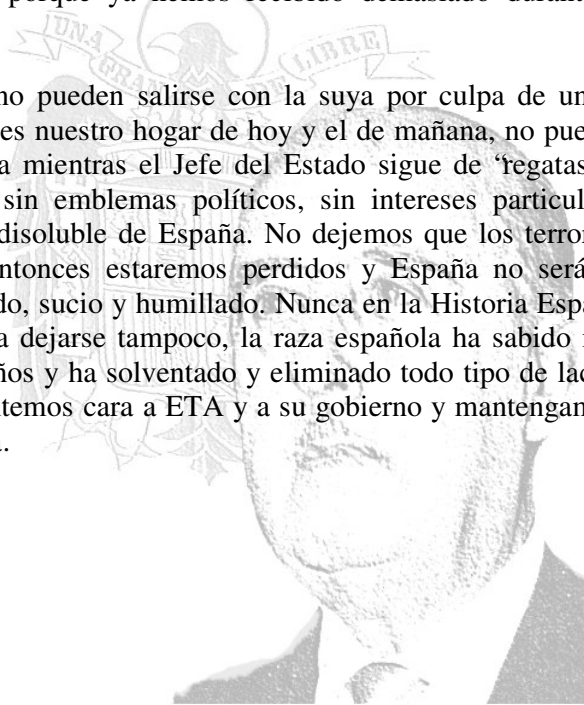 porque ya hemos recibido demasiado durante
UNA
GRANDE
LIBRE
no pueden salirse con la suya por culpa de un
es nuestro hogar de hoy y el de mañana, no pue
a mientras el Jefe del Estado sigue de “regatas
sin emblemas políticos, sin intereses particul
disoluble de España. No dejemos que los terror
entonces estaremos perdidos y España no será
do, sucio y humillado. Nunca en la Historia Espa
a dejarse tampoco, la raza española ha sabido
ños y ha solventado y eliminado todo tipo de lac
ntemos cara a ETA y a su gobierno y mantengam
a.